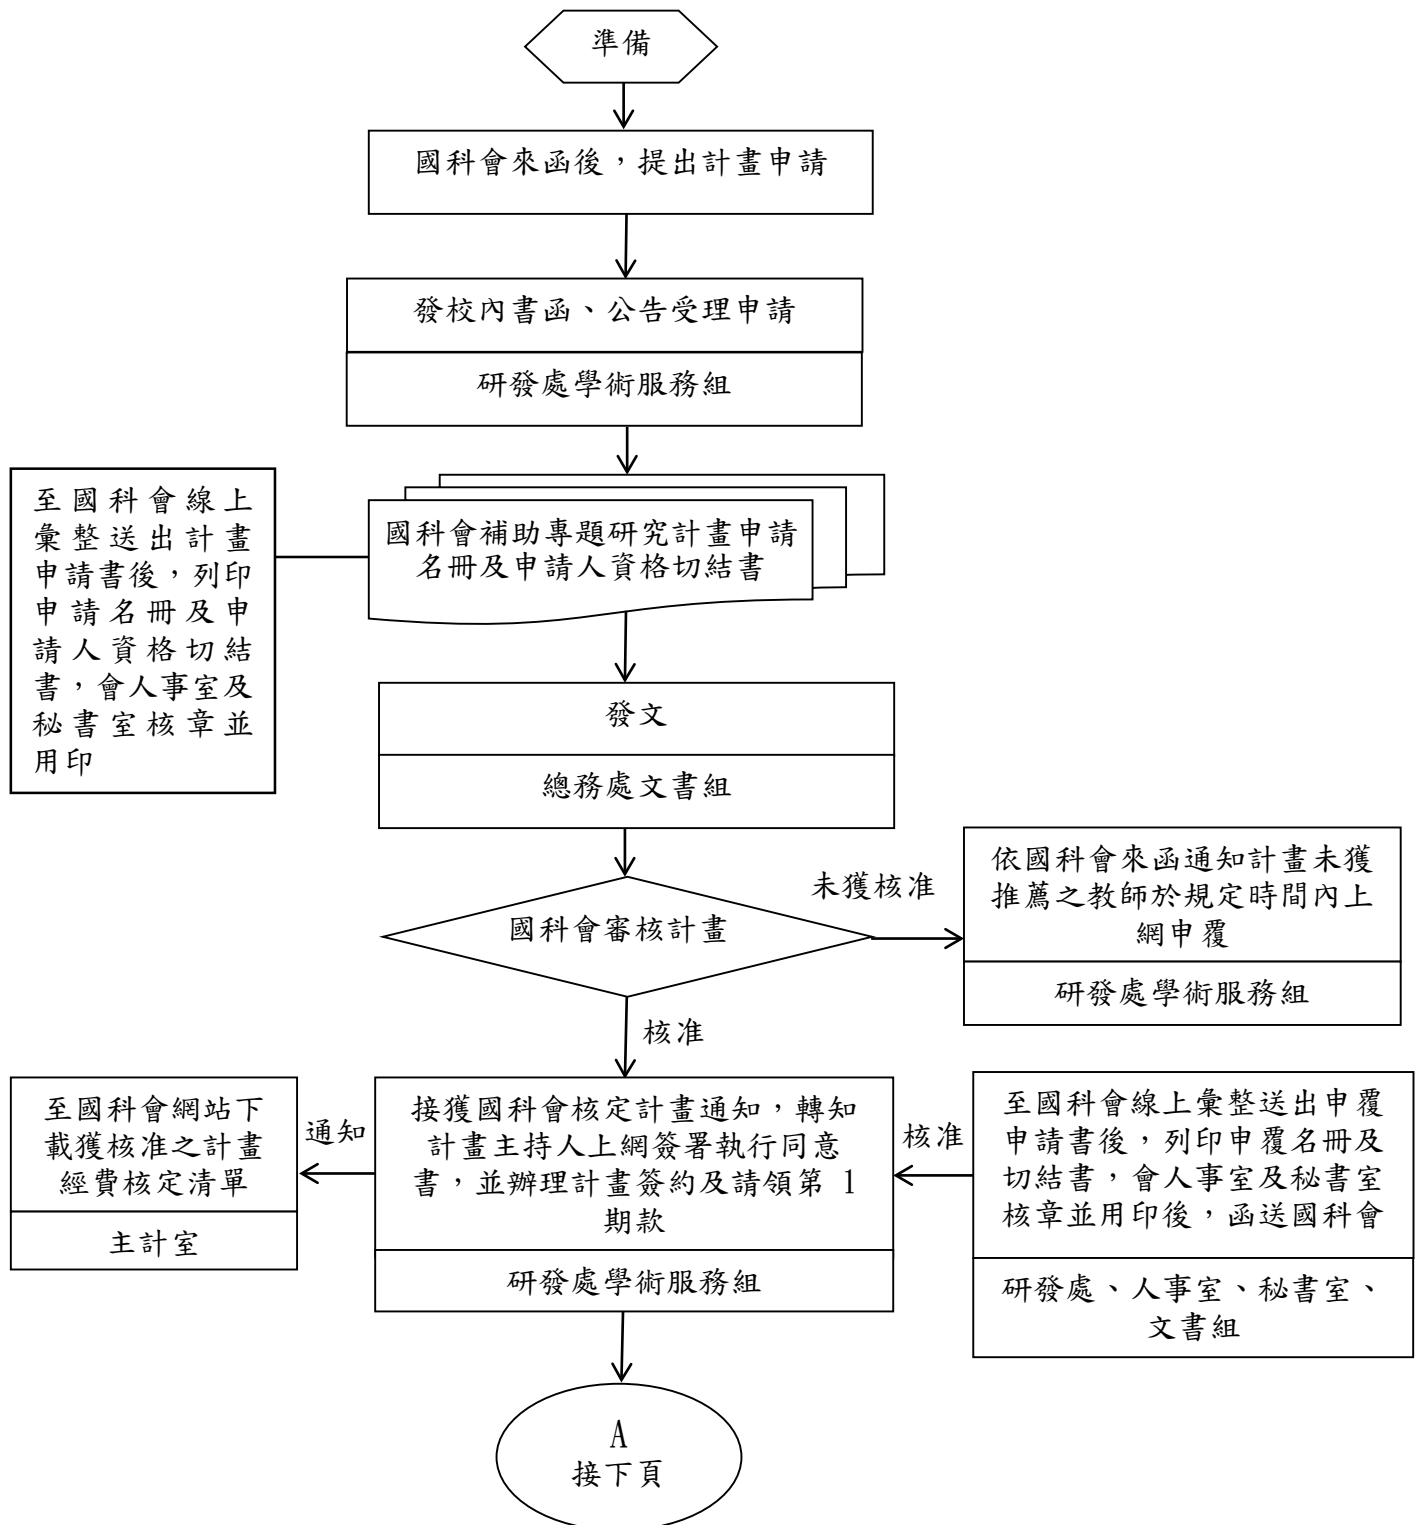 準備
國科會來函後，提出計畫申請
發校內書函、公告受理申請
研發處學術服務組
至國科會線上
彙整送出計畫
申請書後，列印
申請名冊及申
請人資格切結
書，會人事室及
秘書室核章並
用印
國科會補助專題研究計畫申請
名冊及申請人資格切結書
發文
總務處文書組
國科會審核計畫
未獲核准
依國科會來函通知計畫未獲
推薦之教師於規定時間內上
網申覆
研發處學術服務組
核准
至國科會網站下
載獲核准之計畫
經費核定清單
主計室
通知
接獲國科會核定計畫通知，轉知
計畫主持人上網簽署執行同意
書，並辦理計畫簽約及請領第 1
期款
研發處學術服務組
核准
至國科會線上彙整送出申覆
申請書後，列印申覆名冊及
切結書，會人事室及秘書室
核章並用印後，函送國科會
研發處、人事室、秘書室、
文書組
A
接下頁